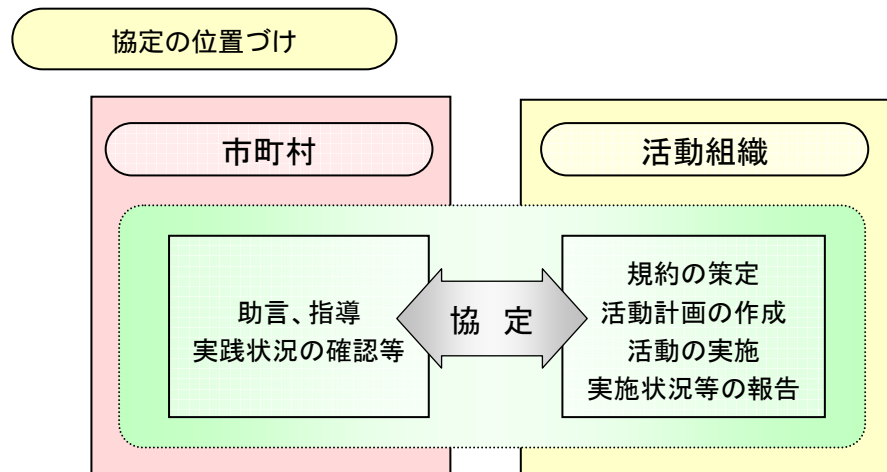 協定の位置づけ
市町村
活動組織
助言、指導
実践状況の確認等
協 定
規約の策定
活動計画の作成
活動の実施
実施状況等の報告